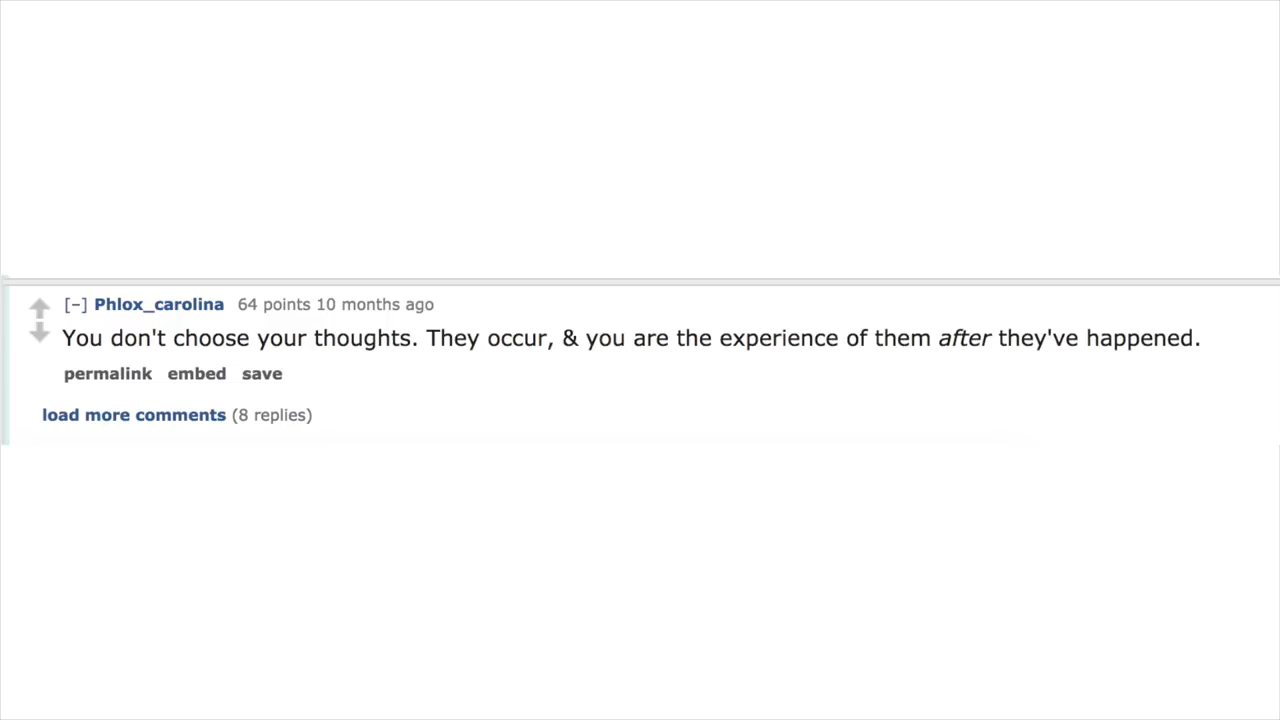 [–] Phlox_carolina 64 points 10 months ago
You don't choose your thoughts. They occur, & you are the experience of them after they've happened.
permalink embed save
load more comments (8 replies)